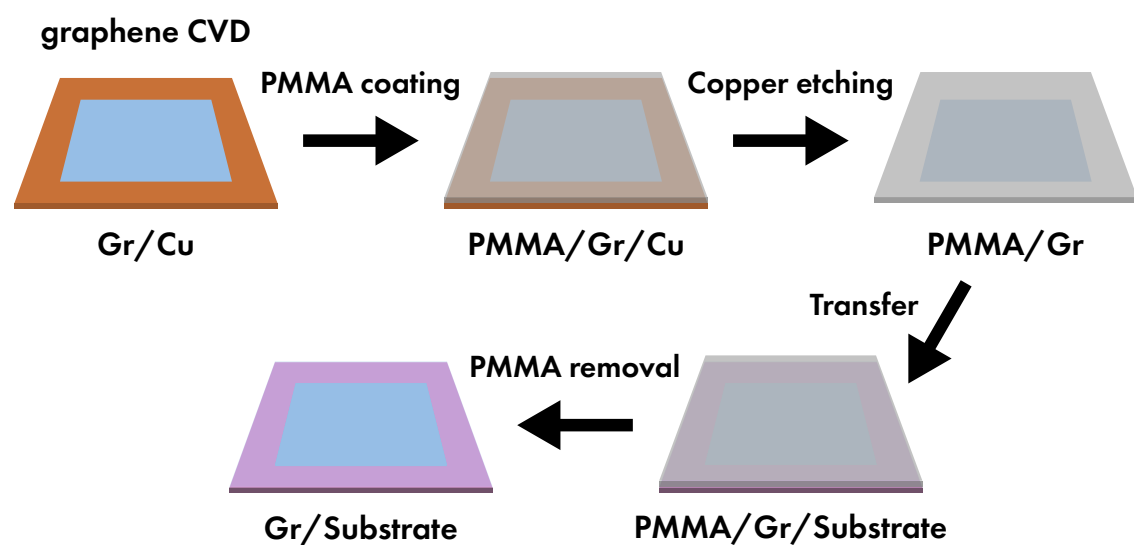 graphene CVD
PMMA coating
Copper etching
Gr/Cu
PMMA/Gr/Cu
PMMA/Gr
Transfer
PMMA removal
Gr/Substrate
PMMA/Gr/Substrate